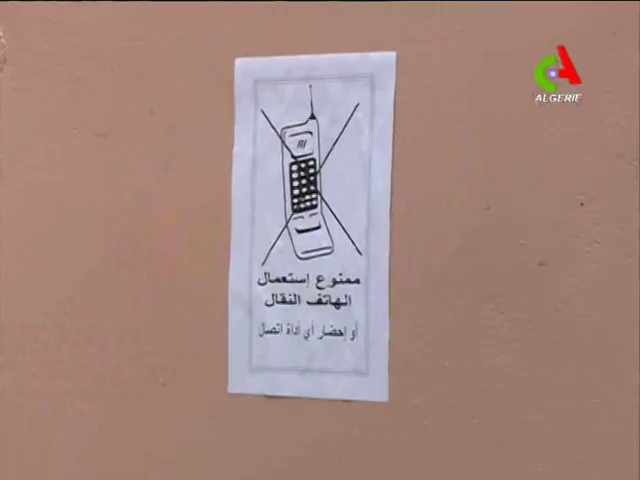 ALGERIE
ممنوع إستعمال
الهاتف النقال
أو إحضار أي أداة اتصال